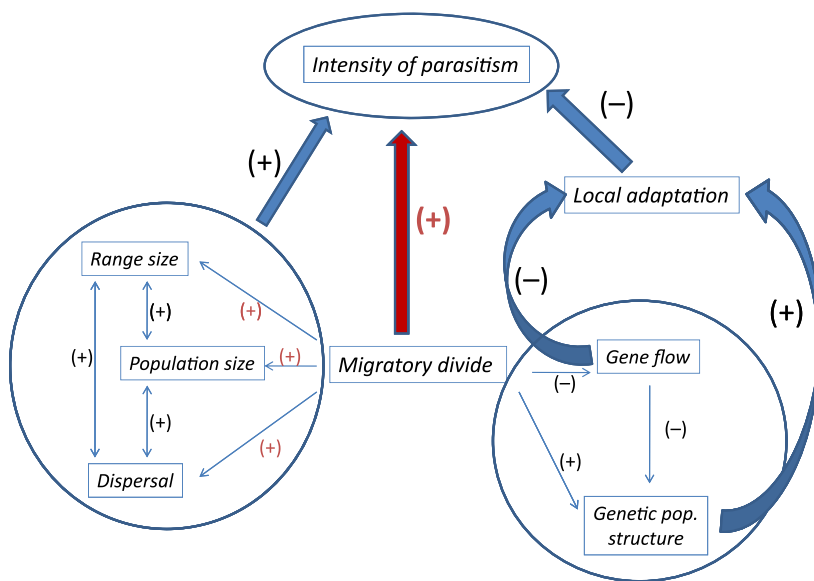 Intensity of parasitism
(–)
(+)
Local adaptation
(+)
Range size
(–)
(+)
(+)
(+)
(+)
Gene flow
Population size
(+)
Migratory divide
(–)
(+)
(–)
(+)
(+)
Dispersal
Genetic pop.
structure